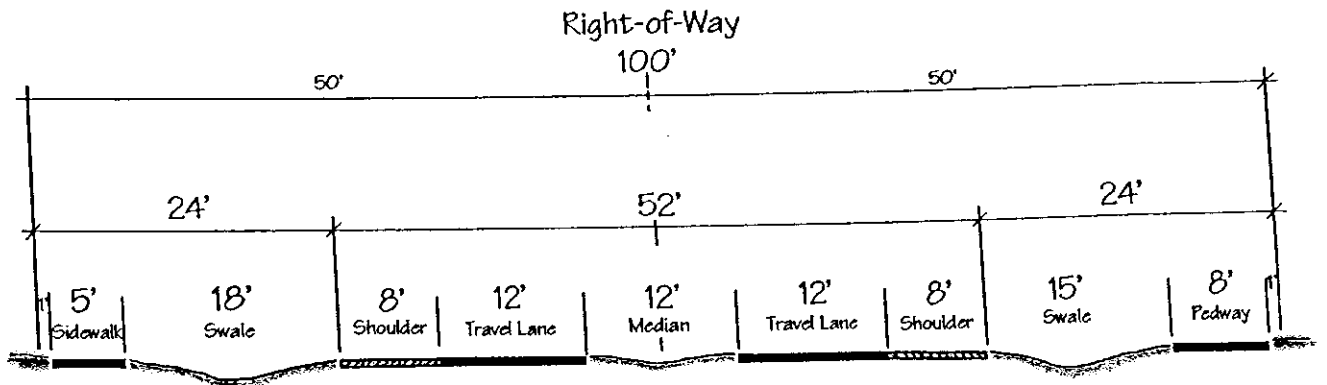 Right-of-Way
100'
50' 50'
24' 52' 24'
1' 5' 18' 8' 12' 12' 12' 8' 15' 8' 1'
Sidewalk Swale Shoulder Travel Lane Median Travel Lane Shoulder Swale Pedway